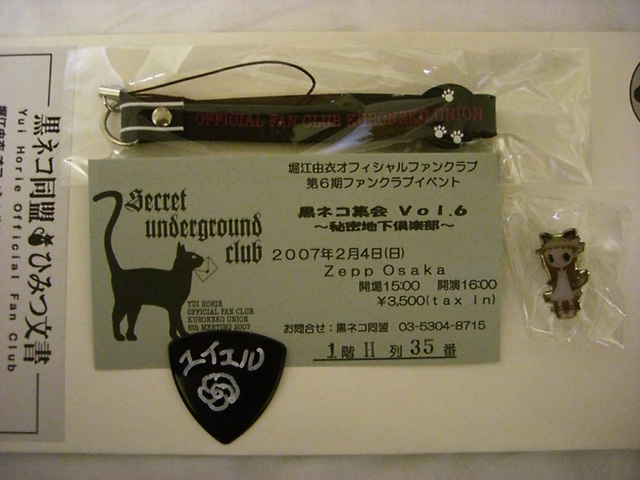 OFFICIAL FAN CLUB KURONEKO UNION
黒ネコ同盟 ひみつ文書
Yui Horie Official Fan Club
堀江由衣オフィシャルファンクラブ
第6期ファンクラブイベント
黒ネコ集会 Vol.6
～秘密地下倶楽部～
2007年2月4日(日)
Zepp Osaka
開場15:00 開演16:00
¥3,500(tax in)
お問合せ:黒ネコ同盟 03-5304-8715
1階 H 列 35 番
Secret
underground
club
YUI HORIE
OFFICIAL FAN CLUB
KURONEKO UNION
6th MEETING 2007
ユイエル